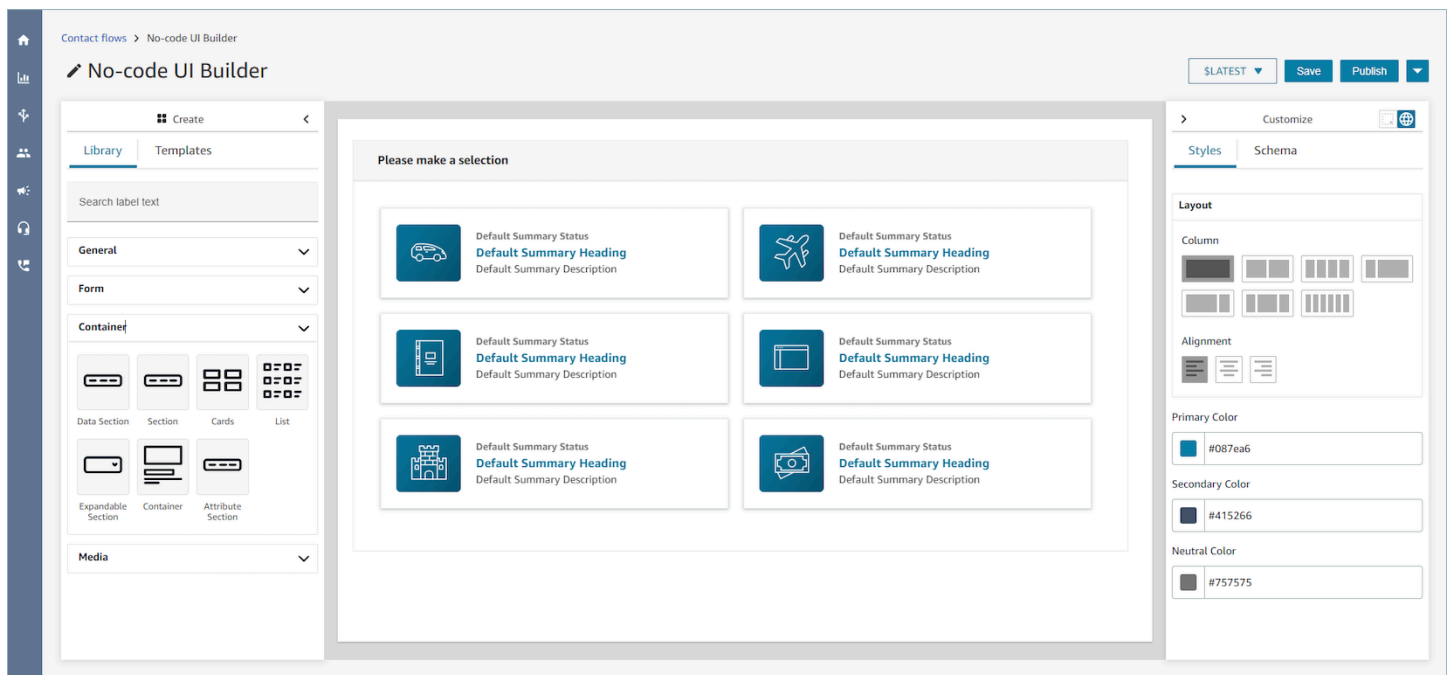 Contact flows > No-code UI Builder
No-code UI Builder
$LATEST
Save
Publish
Create
Library
Templates
Search label text
General
Form
Container
Data Section
Section
Cards
List
Expandable
Section
Container
Attribute
Section
Media
Please make a selection
Default Summary Status
Default Summary Heading
Default Summary Description
Default Summary Status
Default Summary Heading
Default Summary Description
Default Summary Status
Default Summary Heading
Default Summary Description
Default Summary Status
Default Summary Heading
Default Summary Description
Default Summary Status
Default Summary Heading
Default Summary Description
Default Summary Status
Default Summary Heading
Default Summary Description
Customize
Styles
Schema
Layout
Column
Alignment
Primary Color
#087ea6
Secondary Color
#415266
Neutral Color
#757575